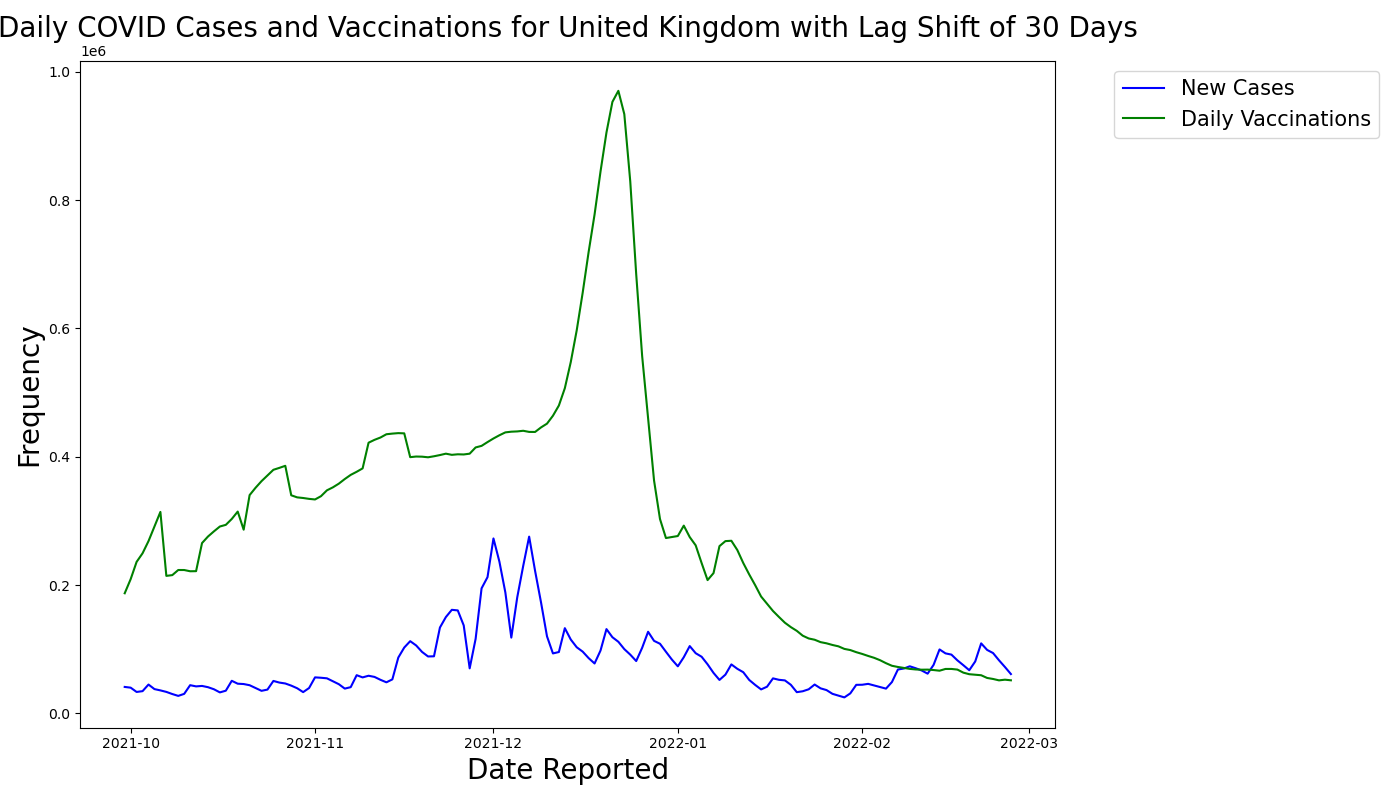 Daily COVID Cases and Vaccinations for United Kingdom with Lag Shift of 30 Days
1e6
New Cases
Daily Vaccinations
1.0
0.8
0.6
0.4
0.2
0.0
Frequency
2021-10 2021-11 2021-12 2022-01 2022-02 2022-03
Date Reported